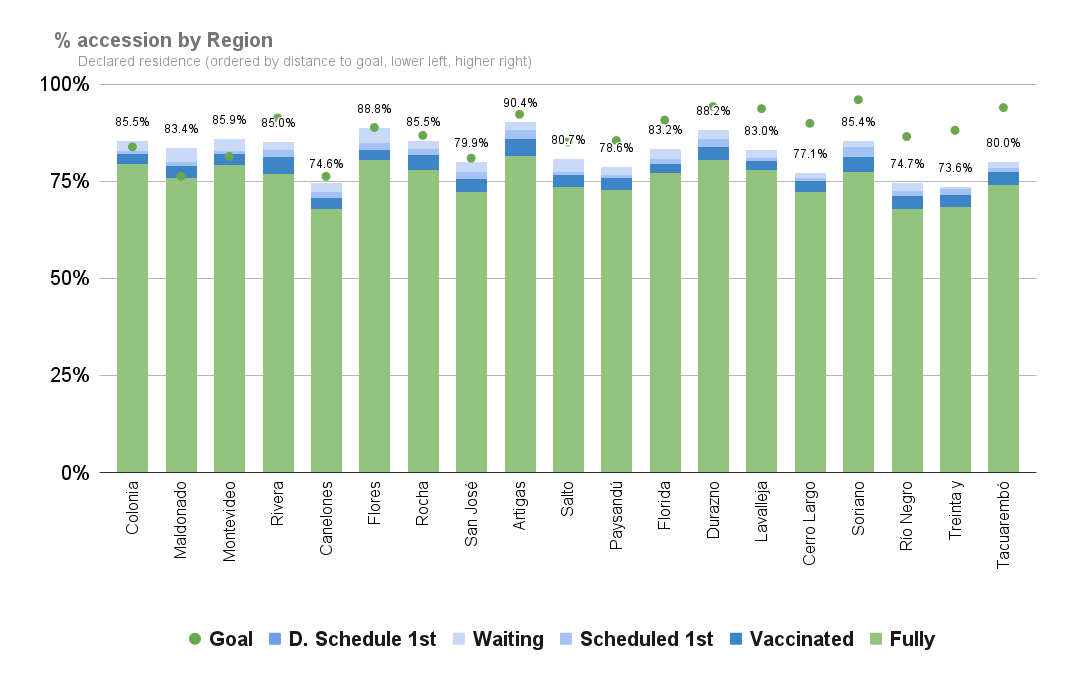 % accession by Region
Declared residence (ordered by distance to goal, lower left, higher right)
100%
75%
50%
25%
0%
85.5%
83.4%
85.9%
85.0%
74.6%
88.8%
85.5%
79.9%
90.4%
80.7%
78.6%
83.2%
88.2%
83.0%
77.1%
85.4%
74.7%
73.6%
80.0%
Colonia
Maldonado
Montevideo
Rivera
Canelones
Flores
Rocha
San José
Artigas
Salto
Paysandú
Florida
Durazno
Lavalleja
Cerro Largo
Soriano
Río Negro
Treinta y
Tacuarembó
Goal
D. Schedule 1st
Waiting
Scheduled 1st
Vaccinated
Fully